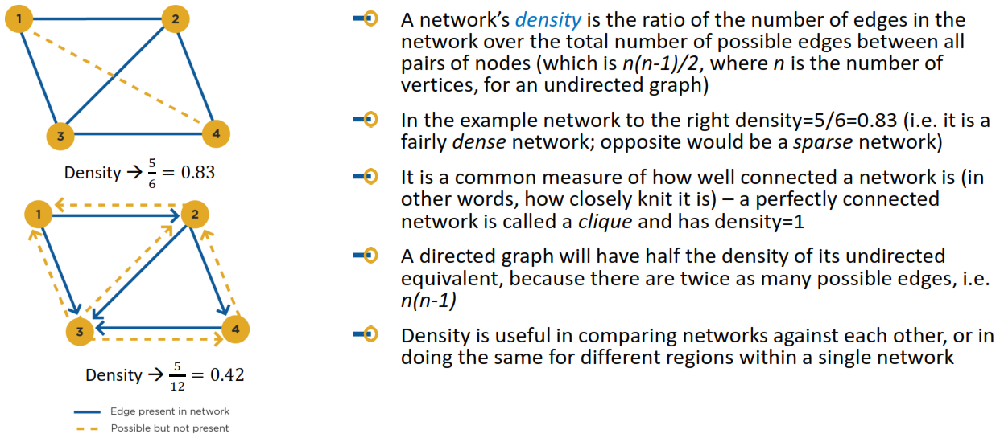 1
2
3
4
Density → 5/6 = 0.83
1
2
3
4
Density → 5/12 = 0.42
Edge present in network
Possible but not present
A network’s density is the ratio of the number of edges in the
network over the total number of possible edges between all
pairs of nodes (which is n(n-1)/2, where n is the number of
vertices, for an undirected graph)
In the example network to the right density=5/6=0.83 (i.e. it is a
fairly dense network; opposite would be a sparse network)
It is a common measure of how well connected a network is (in
other words, how closely knit it is) – a perfectly connected
network is called a clique and has density=1
A directed graph will have half the density of its undirected
equivalent, because there are twice as many possible edges, i.e.
n(n-1)
Density is useful in comparing networks against each other, or in
doing the same for different regions within a single network